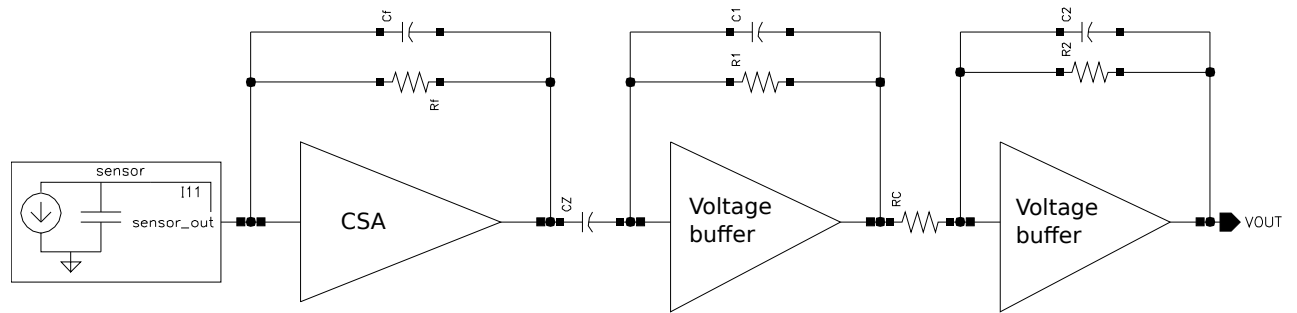 Cf
Rf
C1
R1
C2
R2
sensor
I11
sensor_out
CSA
CZ
Voltage
buffer
RC
Voltage
buffer
VOUT